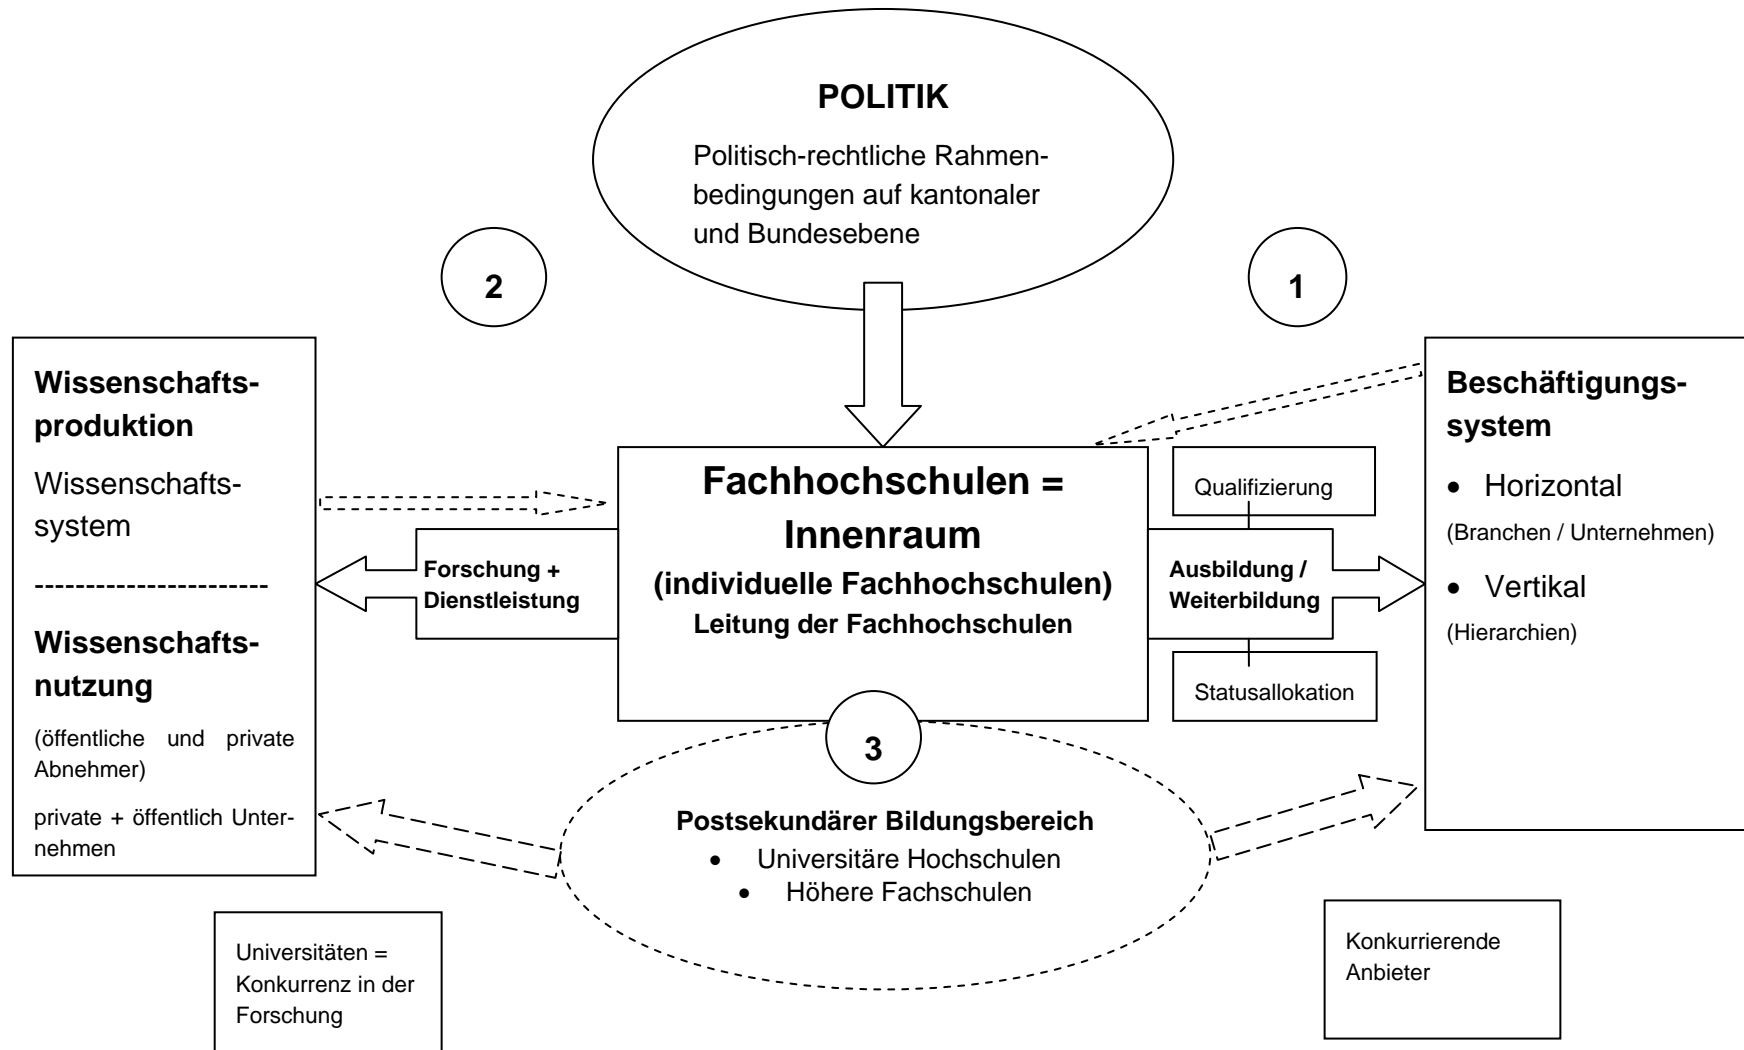 POLITIK
Politisch-rechtliche Rahmen-
bedingungen auf kantonaler
und Bundesebene
2
1
Wissenschafts-
produktion
Wissenschafts-
system
-----------------------
Wissenschafts-
nutzung
(öffentliche und private
Abnehmer)
private + öffentlich Unter-
nehmen
Forschung +
Dienstleistung
Fachhochschulen =
Innenraum
(individuelle Fachhochschulen)
Leitung der Fachhochschulen
Qualifizierung
Ausbildung /
Weiterbildung
Statusallokation
Beschäftigungs-
system
• Horizontal
(Branchen / Unternehmen)
• Vertikal
(Hierarchien)
3
Postsekundärer Bildungsbereich
• Universitäre Hochschulen
• Höhere Fachschulen
Universitäten =
Konkurrenz in der
Forschung
Konkurrierende
Anbieter